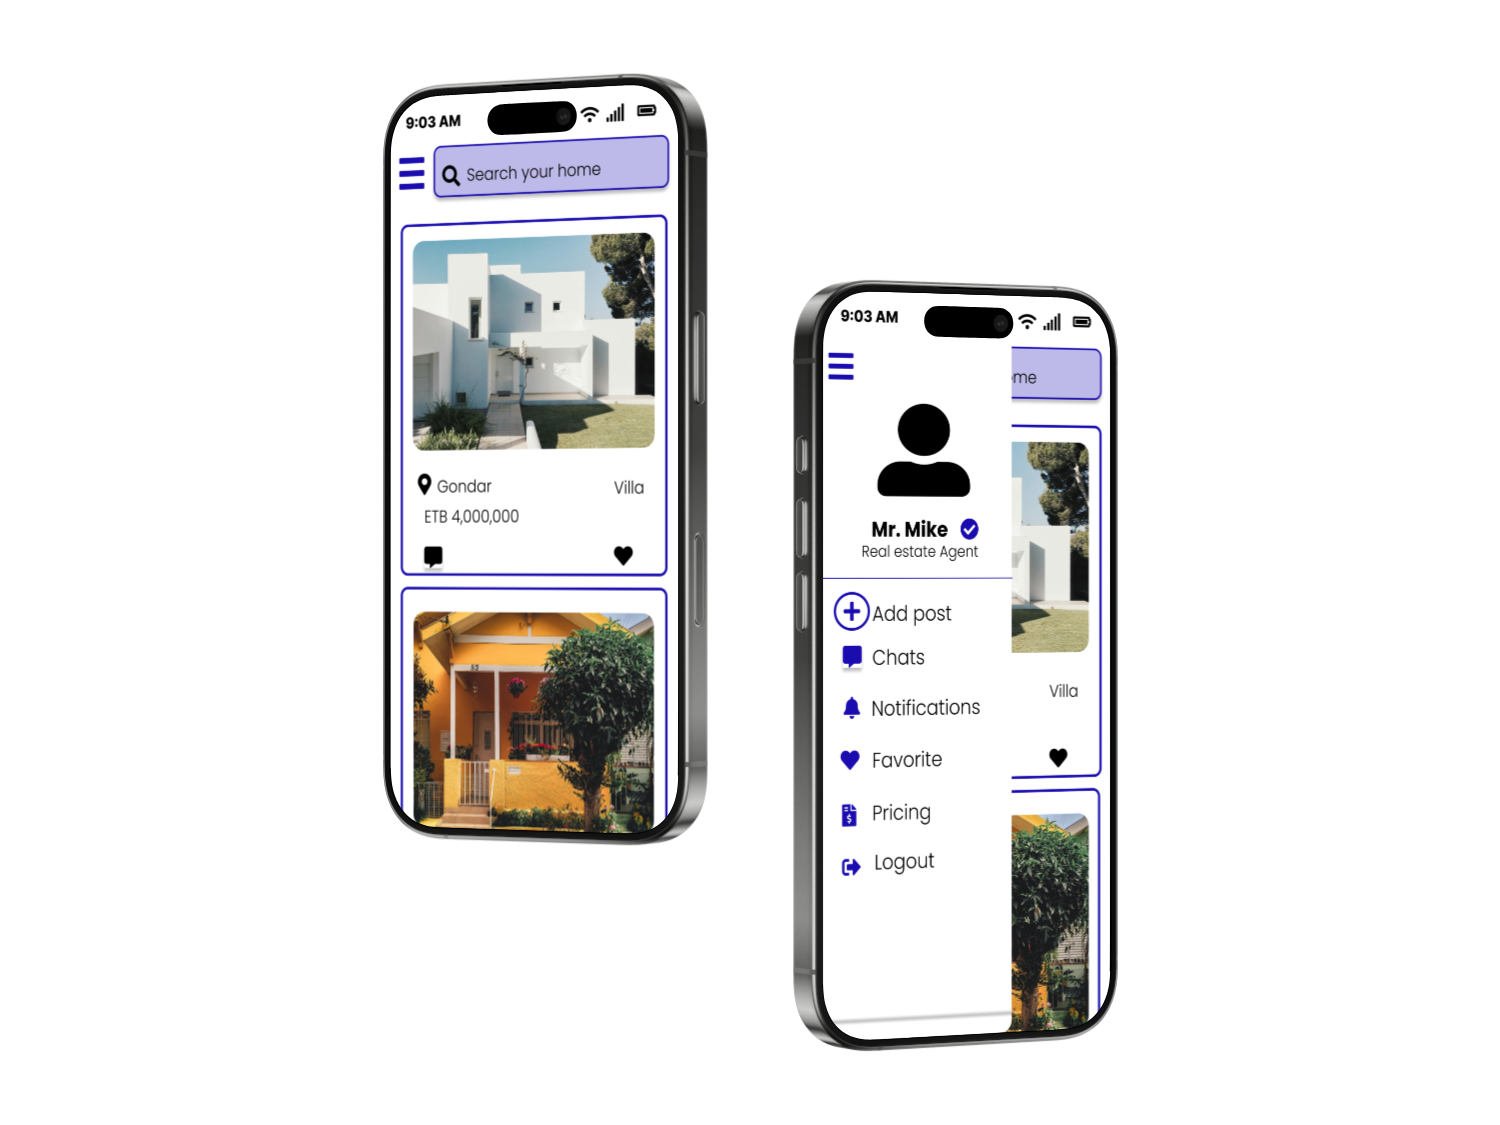 9:03 AM
Search your home
Gondar
Villa
ETB 4,000,000
9:03 AM
ome
Mr. Mike
Real estate Agent
Add post
Chats
Notifications
Favorite
Pricing
Logout
Villa